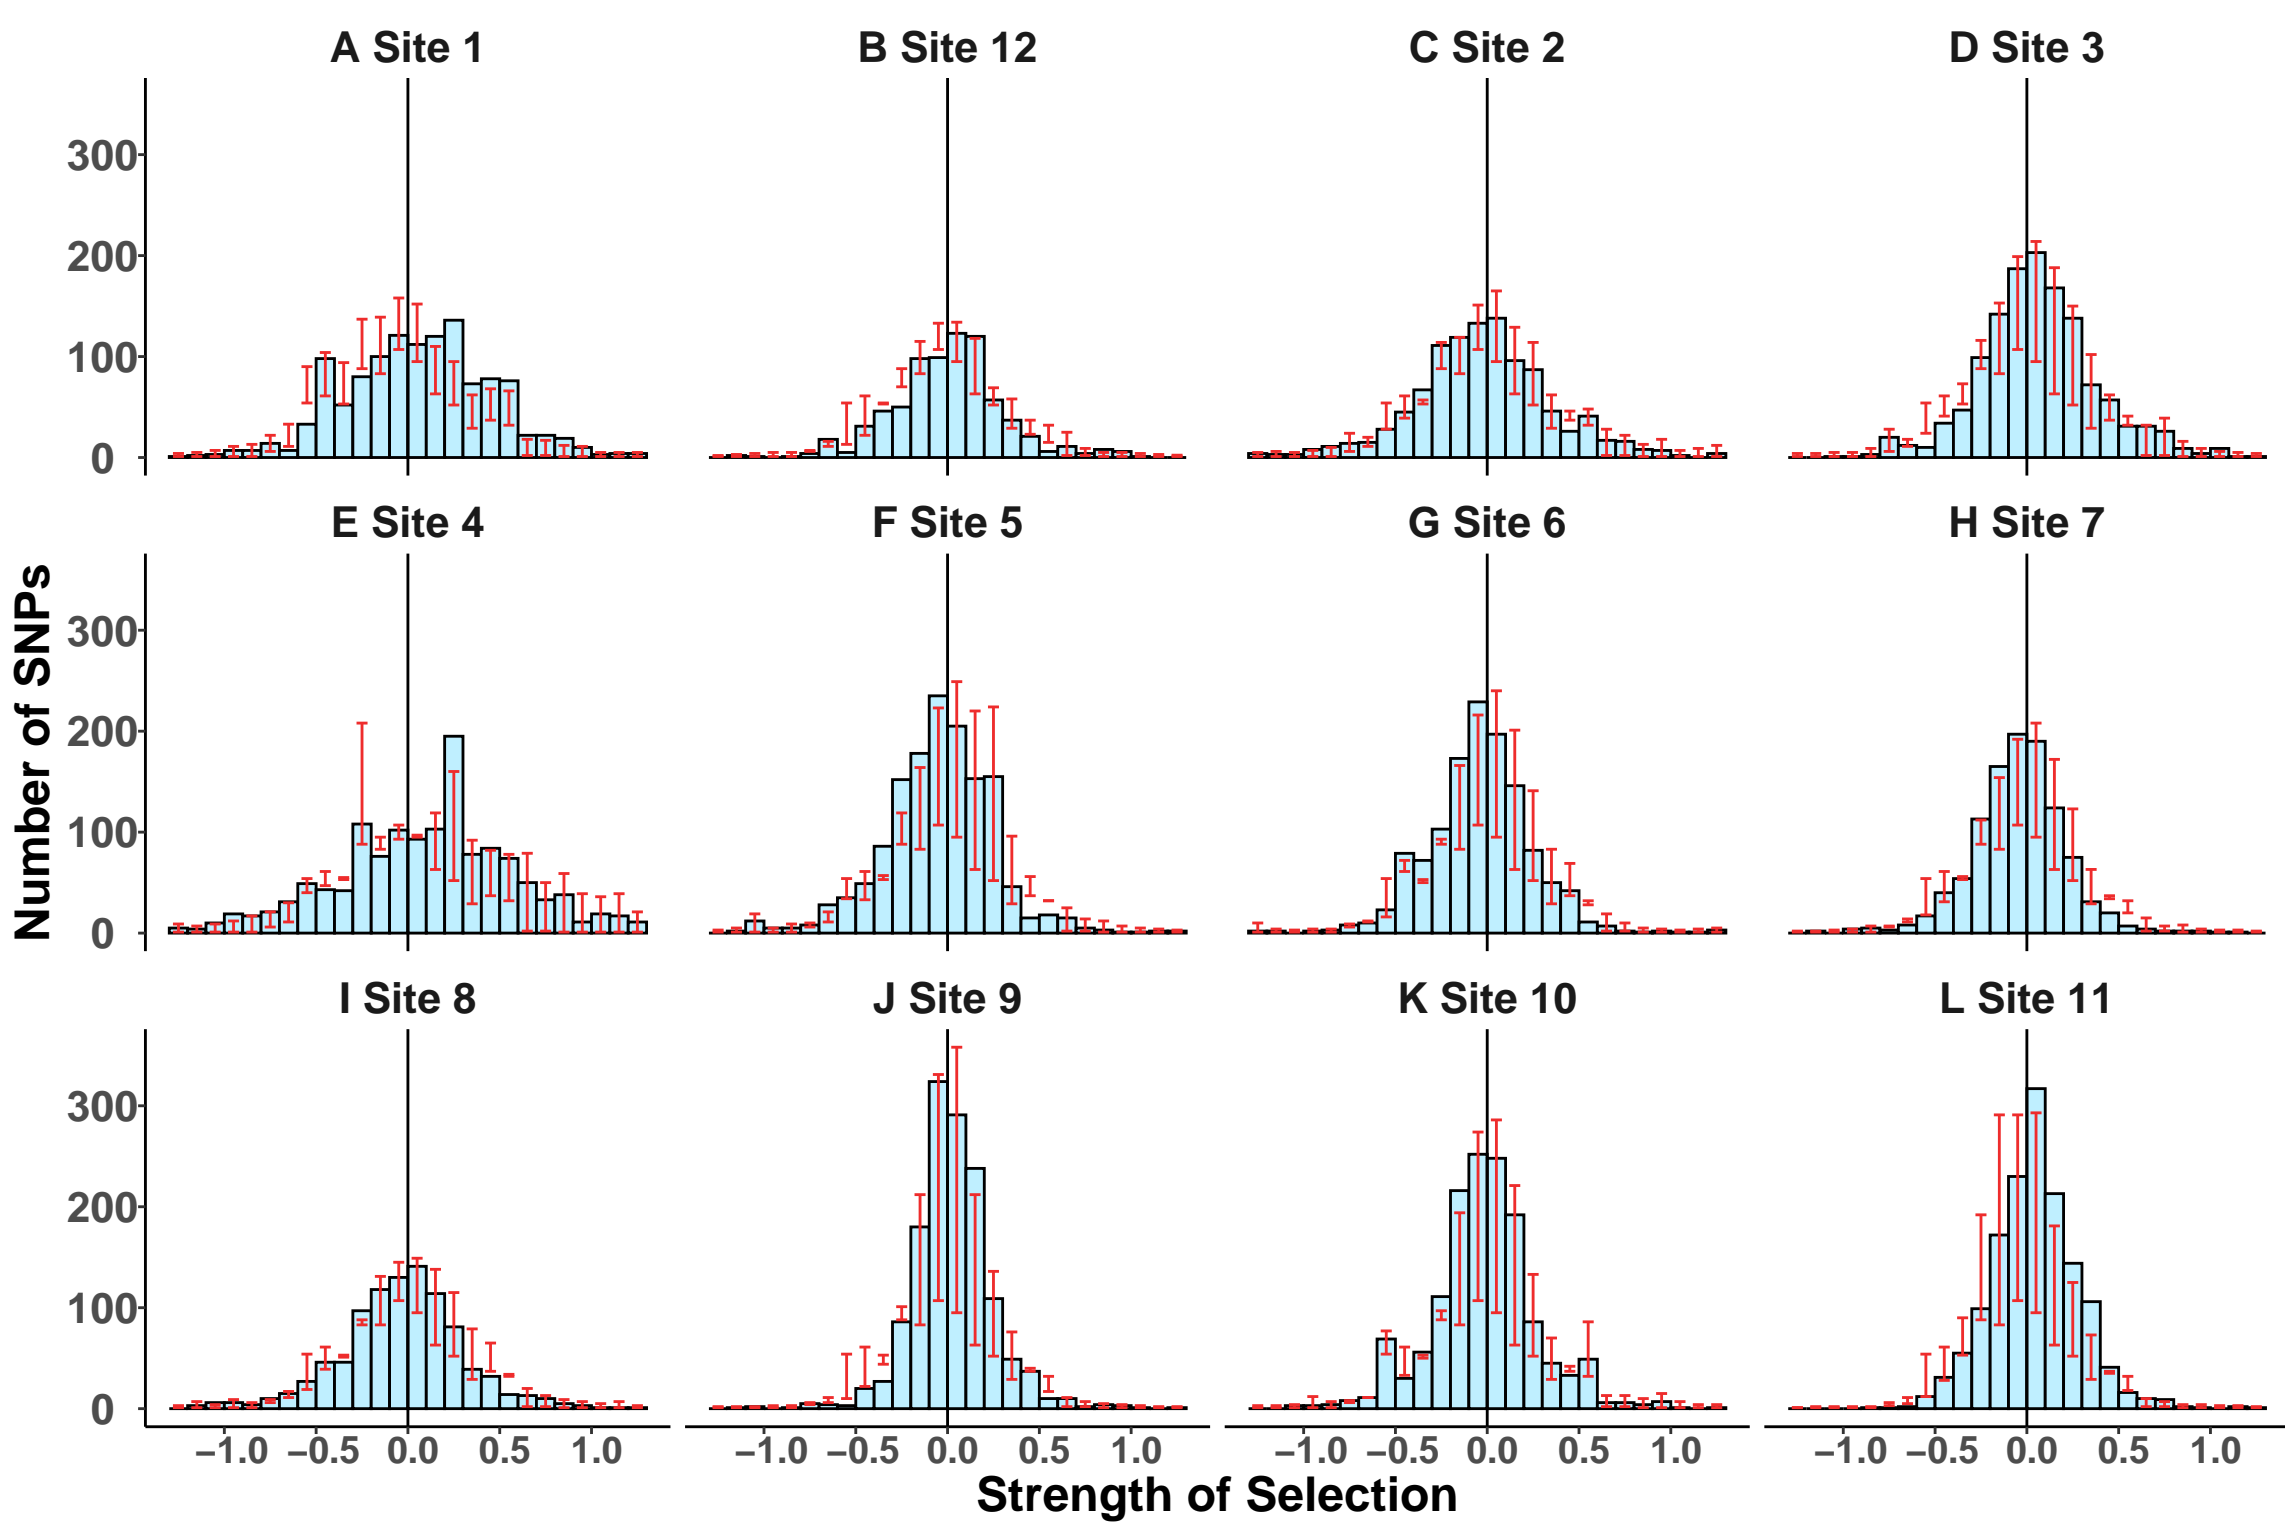 A Site 1
B Site 12
C Site 2
D Site 3
300
200
100
0
E Site 4
F Site 5
G Site 6
H Site 7
Number of SNPs
300
200
100
0
I Site 8
J Site 9
K Site 10
L Site 11
300
200
100
0
−1.0 −0.5 0.0 0.5 1.0
−1.0 −0.5 0.0 0.5 1.0
−1.0 −0.5 0.0 0.5 1.0
−1.0 −0.5 0.0 0.5 1.0
Strength of Selection